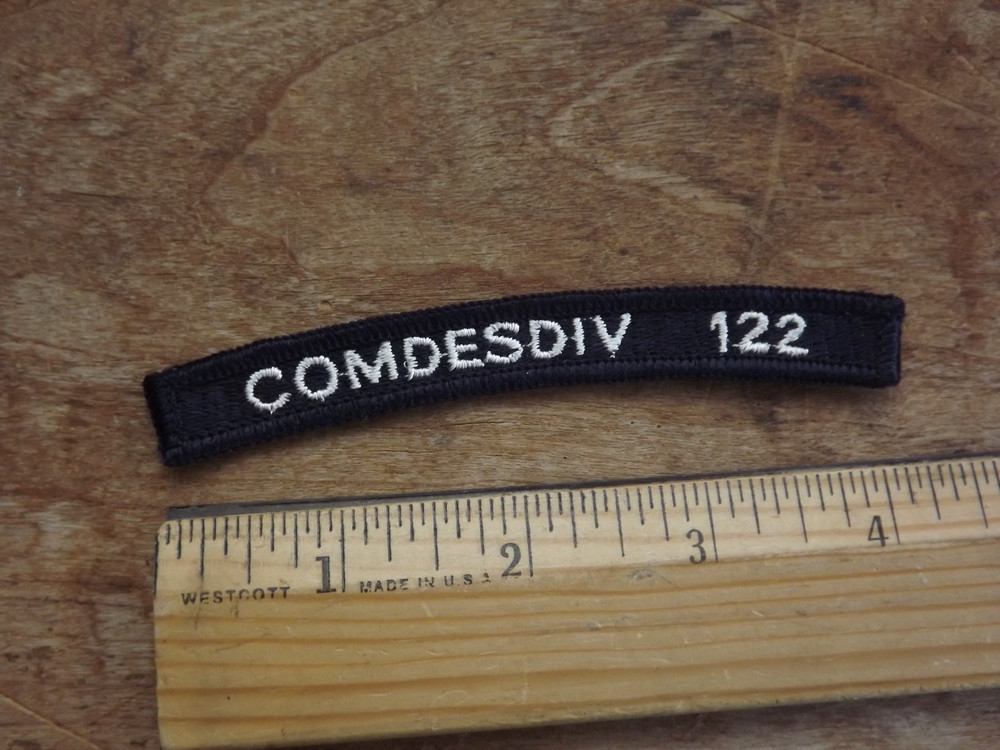 COMDESDIV 122
1 2 3 4
WESTCOTT MADE IN U.S.A